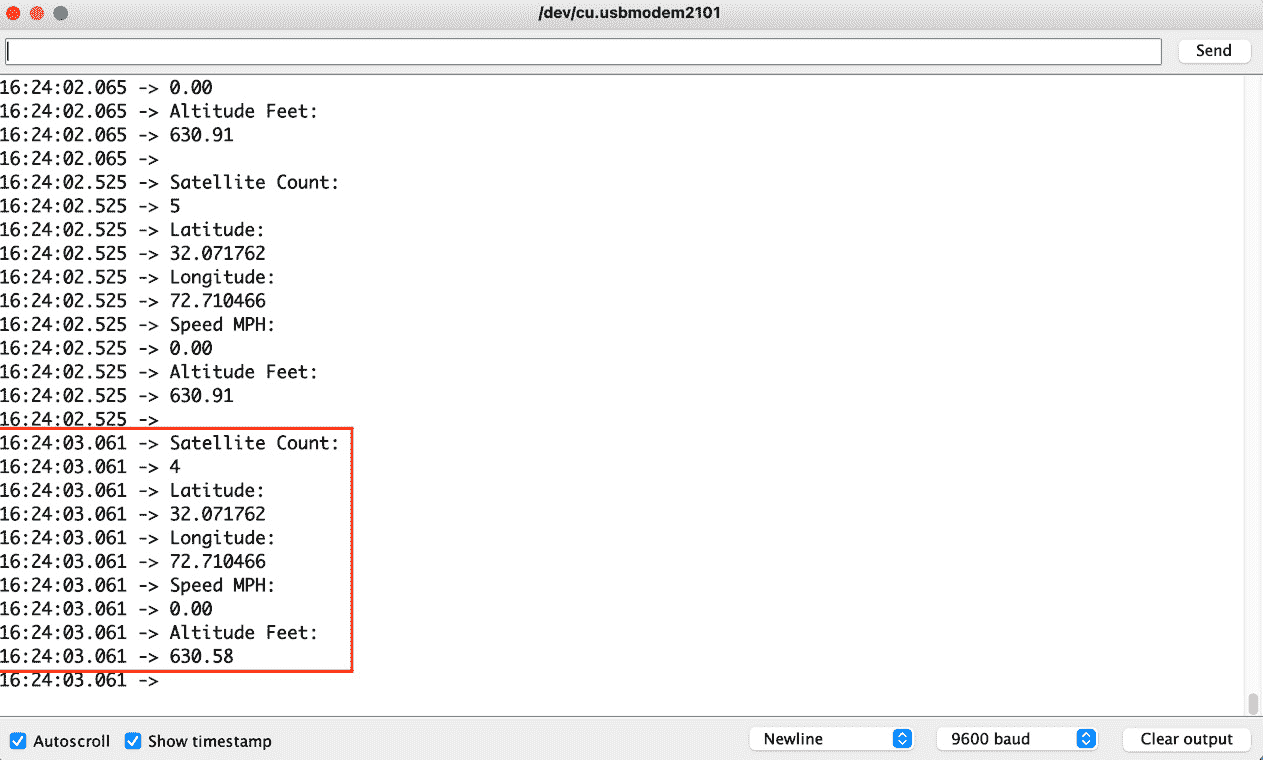 /dev/cu.usbmodem2101
Send
16:24:02.065 -> 0.00
16:24:02.065 -> Altitude Feet:
16:24:02.065 -> 630.91
16:24:02.065 ->
16:24:02.525 -> Satellite Count:
16:24:02.525 -> 5
16:24:02.525 -> Latitude:
16:24:02.525 -> 32.071762
16:24:02.525 -> Longitude:
16:24:02.525 -> 72.710466
16:24:02.525 -> Speed MPH:
16:24:02.525 -> 0.00
16:24:02.525 -> Altitude Feet:
16:24:02.525 -> 630.91
16:24:02.525 ->
16:24:03.061 -> Satellite Count:
16:24:03.061 -> 4
16:24:03.061 -> Latitude:
16:24:03.061 -> 32.071762
16:24:03.061 -> Longitude:
16:24:03.061 -> 72.710466
16:24:03.061 -> Speed MPH:
16:24:03.061 -> 0.00
16:24:03.061 -> Altitude Feet:
16:24:03.061 -> 630.58
16:24:03.061 ->
Autoscroll Show timestamp Newline 9600 baud Clear output